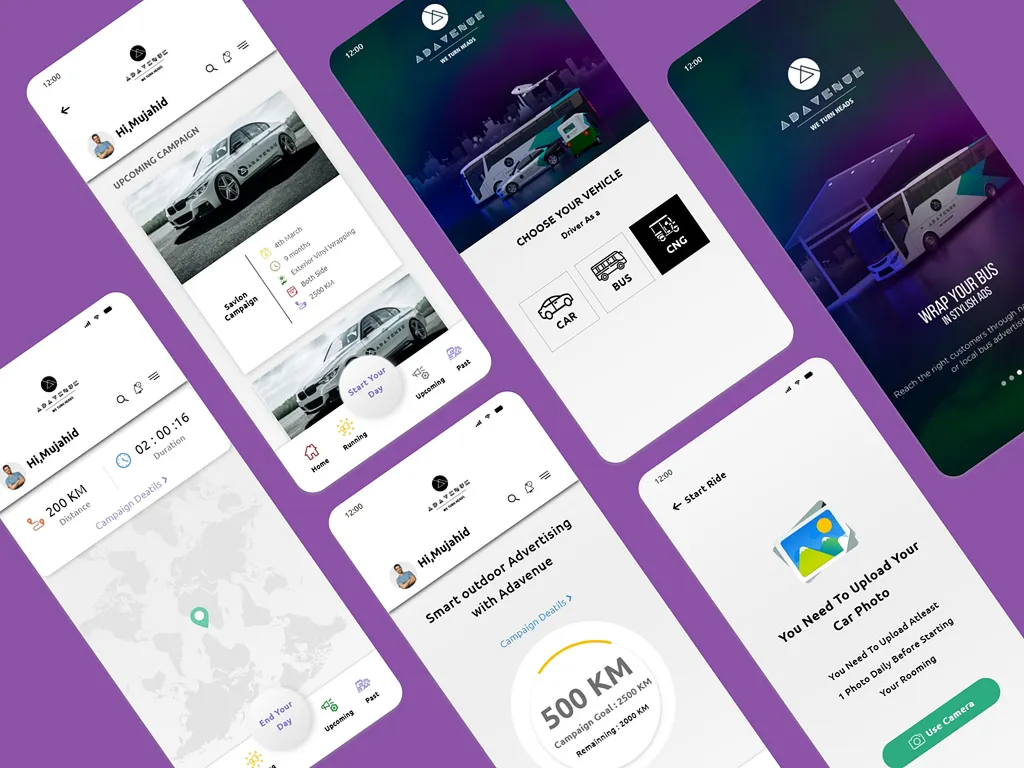 12:00
ADAVENUE
WE TURN HEADS
Hi,Mujahid
UPCOMING CAMPAIGN
ADAVENUE
Savlon
Campaign
4th March
9 months
Exterior Vinyl Wrapping
Both Side
2500 KM
ADAVENUE
Start Your
Day
Home
Running
Upcoming
Past
12:00
ADAVENUE
WE TURN HEADS
CHOOSE YOUR VEHICLE
Driver As a
CAR
BUS
CNG
12:00
ADAVENUE
WE TURN HEADS
ADAVENUE
WRAP YOUR BUS
IN STYLISH ADS
Reach the right customers through
or local bus advertis
ADAVENUE
WE TURN HEADS
Hi,Mujahid
200 KM
Distance
02 : 00 : 16
Duration
Campaign Deatils >
End Your
Day
Upcoming
Past
12:00
ADAVENUE
WE TURN HEADS
Hi,Mujahid
Smart outdoor Advertising
with Adavenue
Campaign Deatils >
500 KM
Campaign Goal : 2500 KM
Remaining : 2000 KM
12:00
Start Ride
You Need To Upload Your
Car Photo
You Need To Upload Atleast
1 Photo Daily Before Starting
Your Rooming
Use Camera